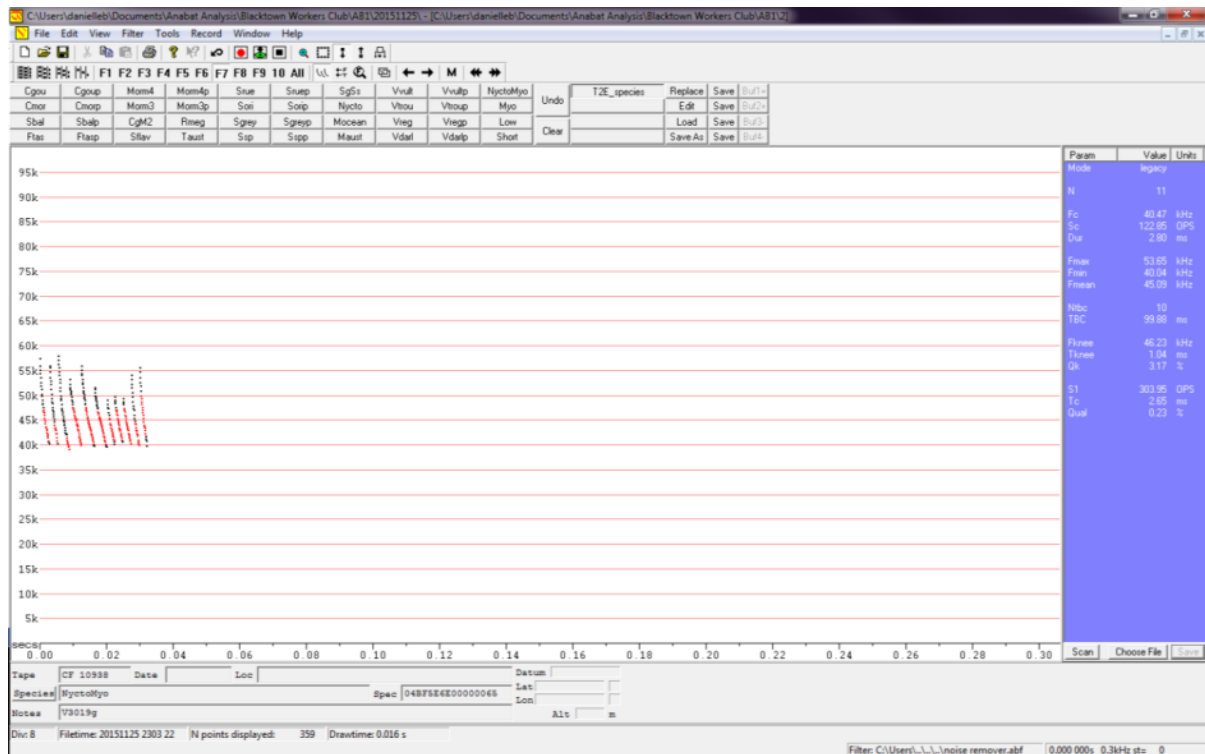 C:\Users\danielleb\Documents\Anabat Analysis\Blacktown Workers Club\AB1\20151125\ - [C:\Users\danielleb\Documents\Anabat Analysis\Blacktown Workers Club\AB1\2]
File Edit View Filter Tools Record Window Help
F1 F2 F3 F4 F5 F6 F7 F8 F9 10 All M
Cgou Cgoup Morm4 Morm4p Srue Sruep SgSs Vvult Vvultp NyctoMyo Undo T2E_species Replace Save Buf1+
Cmor Cmorp Morm3 Morm3p Sori Sorip Nycto Vtrou Vtroup Myo Edit Save Buf2+
Sbal Sbalp CgM2 Rmeg Sgrey Sgreyp Mocean Vreg Vregp Low Clear Load Save Buf3-
Ftas Ftasp Sflav Taust Ssp Sspp Maust Vdarl Vdarlp Short Save As Save Buf4-
95k
90k
85k
80k
75k
70k
65k
60k
55k
50k
45k
40k
35k
30k
25k
20k
15k
10k
5k
secs
0.00 0.02 0.04 0.06 0.08 0.10 0.12 0.14 0.16 0.18 0.20 0.22 0.24 0.26 0.28 0.30
Param Value Units
Mode legacy
N 11
Fc 40.47 kHz
Sc 122.85 OPS
Dur 2.80 ms
Fmax 53.65 kHz
Fmin 40.04 kHz
Fmean 45.09 kHz
Ntbc 10
TBC 99.88 ms
Fknee 46.23 kHz
Tknee 1.04 ms
Qk 3.17 %
S1 303.95 OPS
Tc 2.65 ms
Qual 0.23 %
Scan Choose File Save
Tape CF 10938 Date Loc Datum
Species NyctoMyo Spec 04BF5E6E00000065 Lat
Lon
Notes V3019g Alt m
Div: 8 Filetime: 20151125 2303 22 N points displayed: 359 Drawtime: 0.016 s
Filter: C:\Users\...\...\...\noise remover.abf 0.000 000s 0.3kHz st= 0